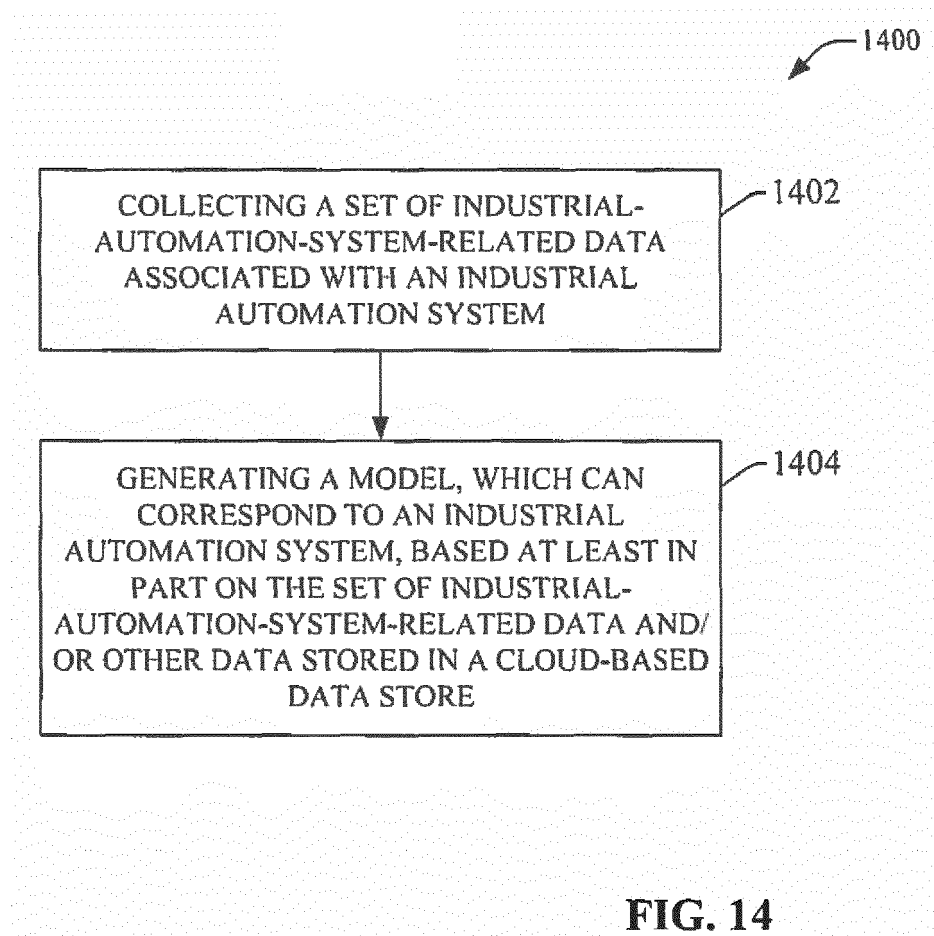 1400
COLLECTING A SET OF INDUSTRIAL-
AUTOMATION-SYSTEM-RELATED DATA
ASSOCIATED WITH AN INDUSTRIAL
AUTOMATION SYSTEM
1402
GENERATING A MODEL, WHICH CAN
CORRESPOND TO AN INDUSTRIAL
AUTOMATION SYSTEM, BASED AT LEAST IN
PART ON THE SET OF INDUSTRIAL-
AUTOMATION-SYSTEM-RELATED DATA AND/
OR OTHER DATA STORED IN A CLOUD-BASED
DATA STORE
1404
FIG. 14